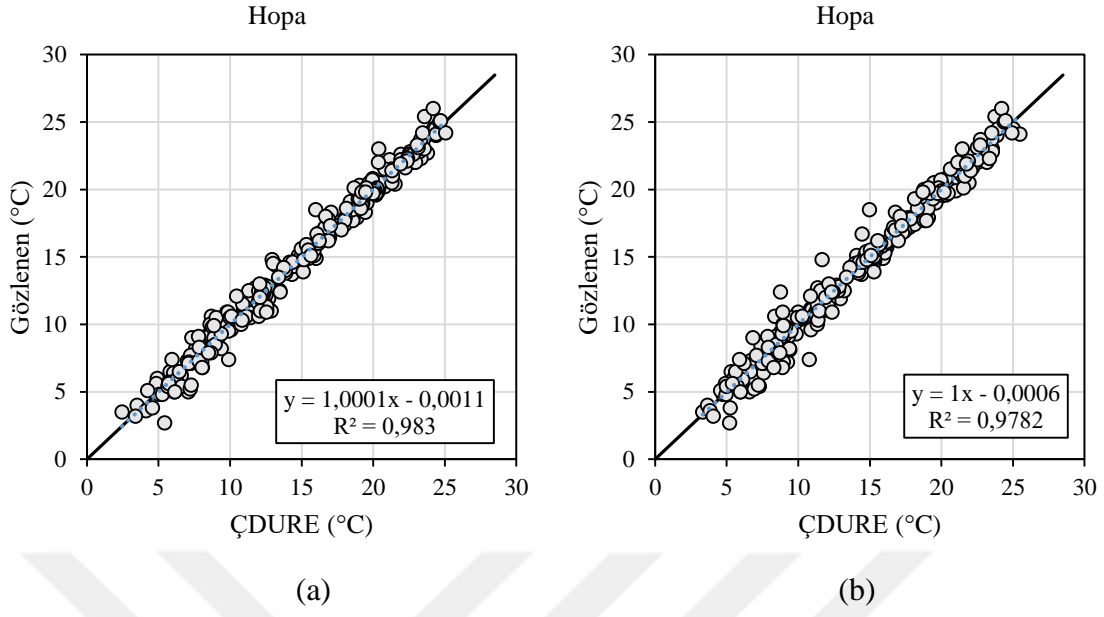 Hopa
30
25
20
15
10
5
0
Gözlenen (°C)
y = 1,0001x - 0,0011
R² = 0,983
0 5 10 15 20 25 30
ÇDURE (°C)
(a)
Hopa
30
25
20
15
10
5
0
Gözlenen (°C)
y = 1x - 0,0006
R² = 0,9782
0 5 10 15 20 25 30
ÇDURE (°C)
(b)